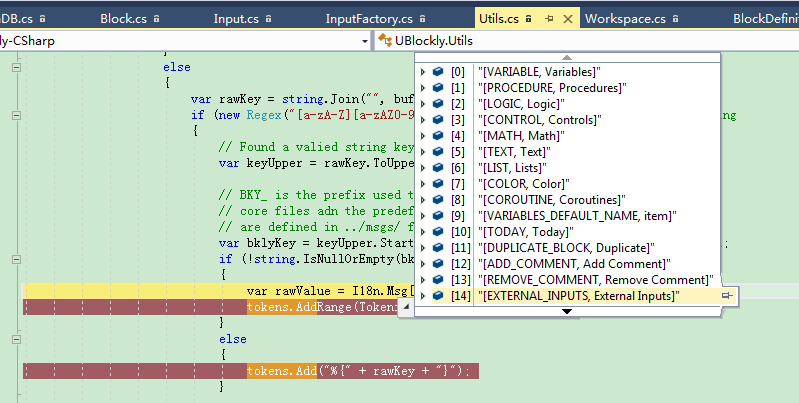 DB.cs Block.cs Input.cs InputFactory.cs Utils.cs Workspace.cs BlockDefini
ly-CSharp UBlockly.Utils
else
{
var rawKey = string.Join("", buf
if (new Regex("[a-zA-Z][a-zAZ0-9 ng
{
// Found a valied string key
var keyUpper = rawKey.ToUppe
// BKY_ is the prefix used t
// core files adn the predef
// are defined in ../msgs/ f
var bklyKey = keyUpper.Start ;
if (!string.IsNullOrEmpty(bk
{
var rawValue = I18n.Msg[
tokens.AddRange(Tokeni
}
else
{
tokens.Add("%{" + rawKey + "}");
}
[0] "[VARIABLE, Variables]"
[1] "[PROCEDURE, Procedures]"
[2] "[LOGIC, Logic]"
[3] "[CONTROL, Controls]"
[4] "[MATH, Math]"
[5] "[TEXT, Text]"
[6] "[LIST, Lists]"
[7] "[COLOR, Color]"
[8] "[COROUTINE, Coroutines]"
[9] "[VARIABLES_DEFAULT_NAME, item]"
[10] "[TODAY, Today]"
[11] "[DUPLICATE_BLOCK, Duplicate]"
[12] "[ADD_COMMENT, Add Comment]"
[13] "[REMOVE_COMMENT, Remove Comment]"
[14] "[EXTERNAL_INPUTS, External Inputs]"